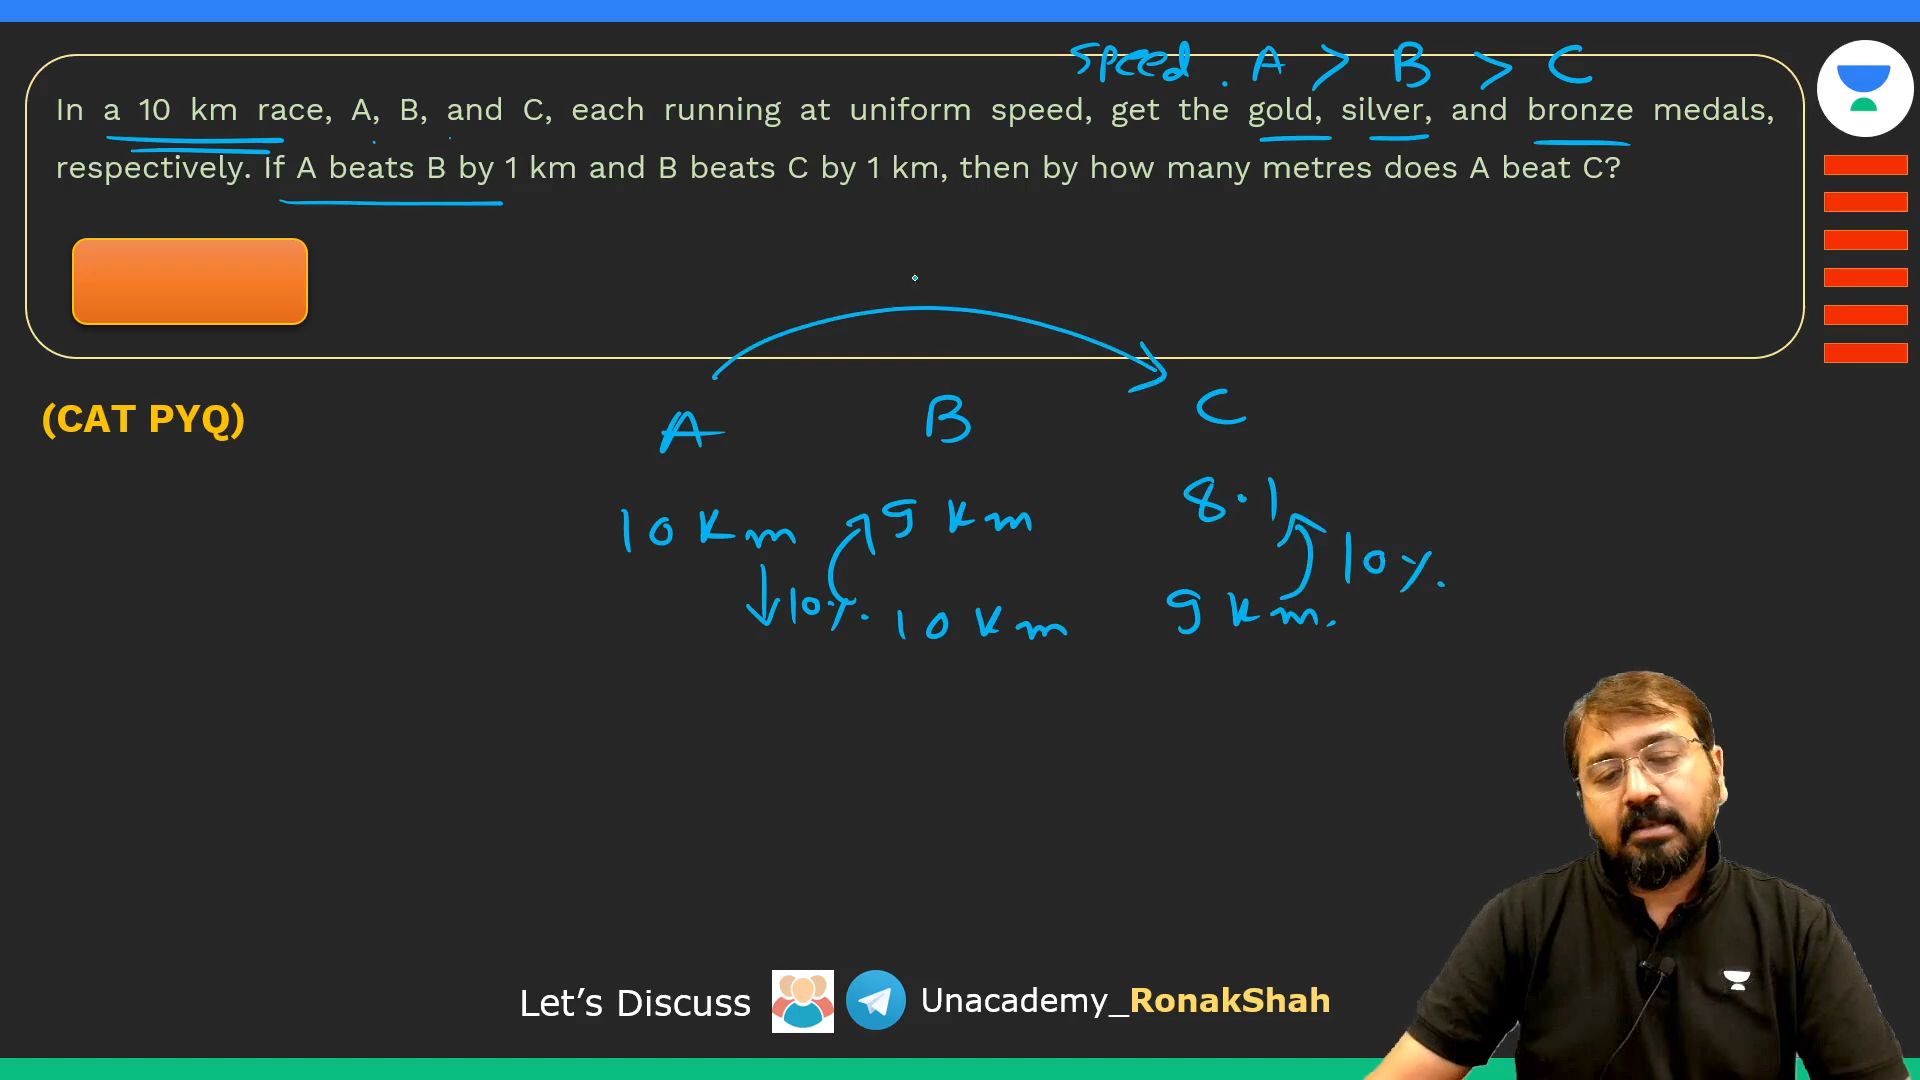 speed. A > B > C
In a 10 km race, A, B, and C, each running at uniform speed, get the gold, silver, and bronze medals,
respectively. If A beats B by 1 km and B beats C by 1 km, then by how many metres does A beat C?
(CAT PYQ)
A B C
10 Km 9 Km 8.1
10%. 10 Km 9 Km. 10%.
Let's Discuss Unacademy_RonakShah